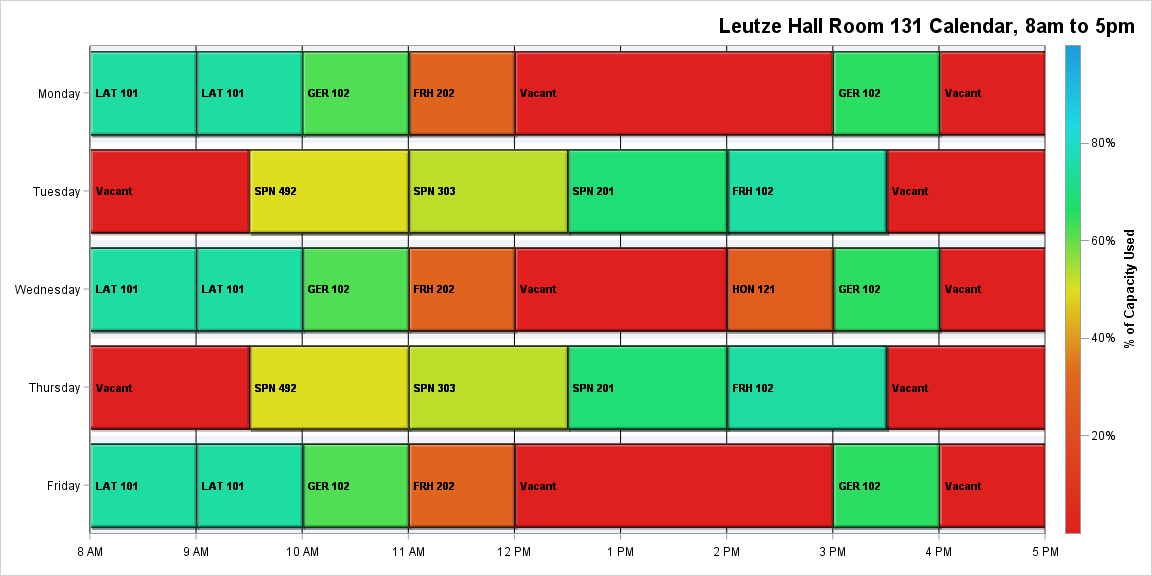 Leutze Hall Room 131 Calendar, 8am to 5pm
Monday
LAT 101
LAT 101
GER 102
FRH 202
Vacant
GER 102
Vacant
Tuesday
Vacant
SPN 492
SPN 303
SPN 201
FRH 102
Vacant
Wednesday
LAT 101
LAT 101
GER 102
FRH 202
Vacant
HON 121
GER 102
Vacant
Thursday
Vacant
SPN 492
SPN 303
SPN 201
FRH 102
Vacant
Friday
LAT 101
LAT 101
GER 102
FRH 202
Vacant
GER 102
Vacant
8 AM
9 AM
10 AM
11 AM
12 PM
1 PM
2 PM
3 PM
4 PM
5 PM
80%
60%
40%
20%
% of Capacity Used